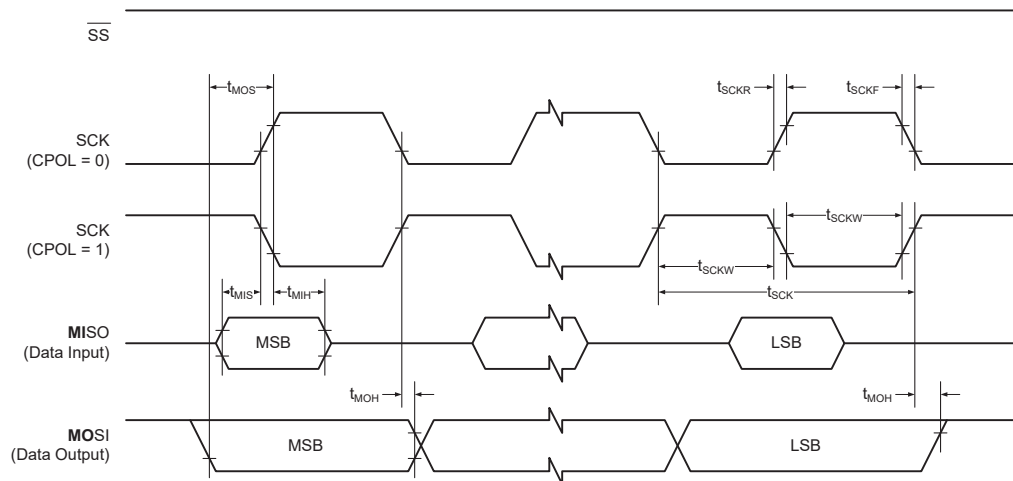 SS
tMOS
tSCKR
tSCKF
SCK
(CPOL = 0)
SCK
(CPOL = 1)
tSCKW
tSCKW
tSCK
tMIS
tMIH
MISO
(Data Input)
MSB
LSB
tMOH
tMOH
MOSI
(Data Output)
MSB
LSB